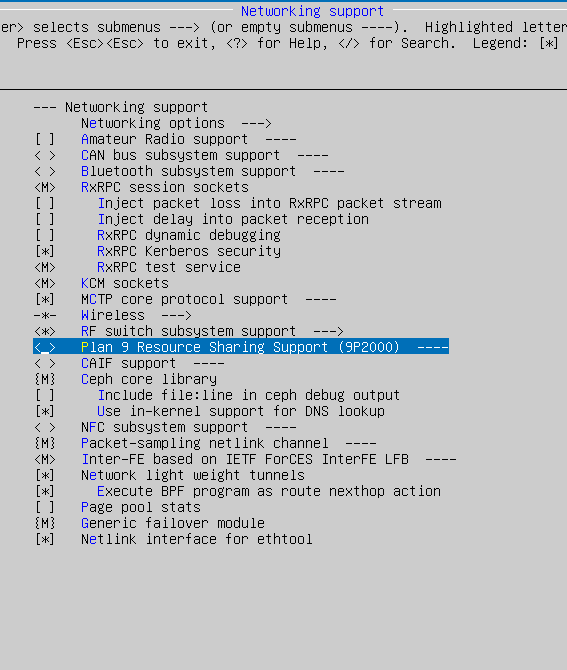 Networking support
er> selects submenus ---> (or empty submenus ----).  Highlighted letter
Press <Esc><Esc> to exit, <?> for Help, </> for Search.  Legend: [*]
--- Networking support
Networking options  --->
[ ]   Amateur Radio support  ----
< >   CAN bus subsystem support  ----
< >   Bluetooth subsystem support  ----
<M>   RxRPC session sockets
[ ]     Inject packet loss into RxRPC packet stream
[ ]     Inject delay into packet reception
[ ]     RxRPC dynamic debugging
[*]     RxRPC Kerberos security
<M>     RxRPC test service
<M>   KCM sockets
[*]   MCTP core protocol support  ----
-*-   Wireless  --->
<*>   RF switch subsystem support  --->
<_>   Plan 9 Resource Sharing Support (9P2000)  ----
< >   CAIF support  ----
{M}   Ceph core library
[ ]     Include file:line in ceph debug output
[*]     Use in-kernel support for DNS lookup
< >   NFC subsystem support  ----
{M}   Packet-sampling netlink channel  ----
<M>   Inter-FE based on IETF ForCES InterFE LFB  ----
[*]   Network light weight tunnels
[*]     Execute BPF program as route nexthop action
[ ]   Page pool stats
{M}   Generic failover module
[*]   Netlink interface for ethtool